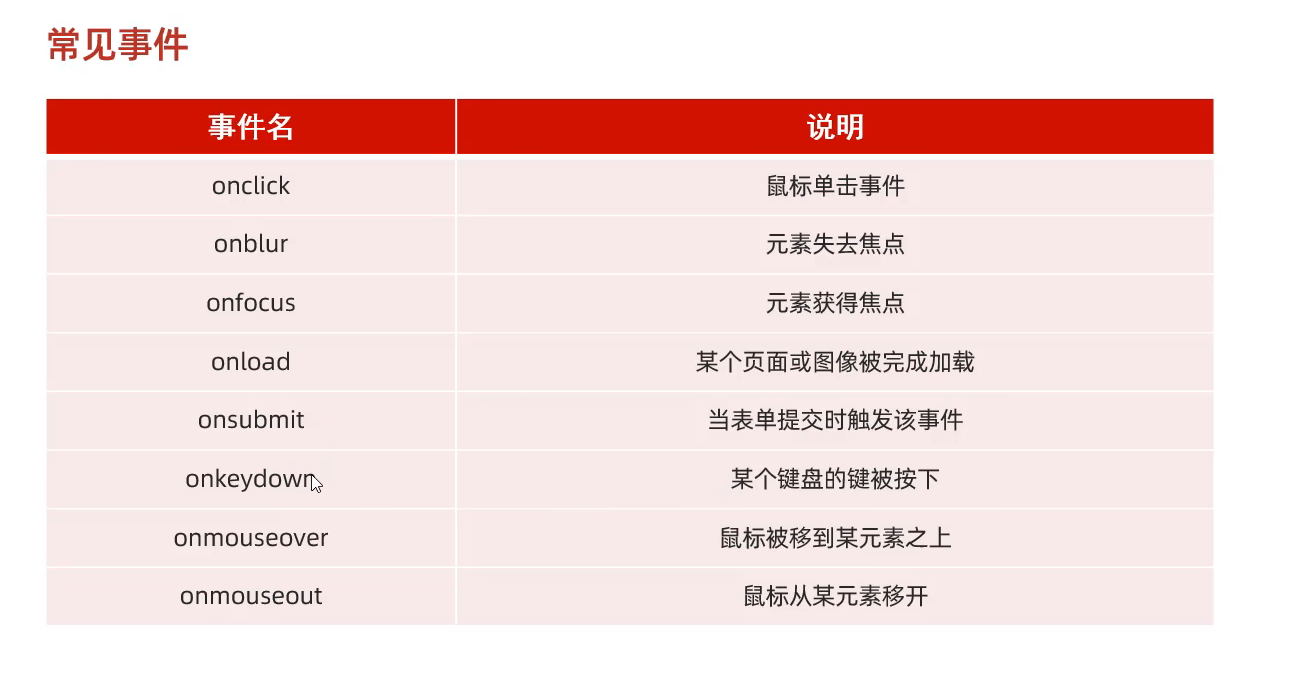 常见事件
事件名 说明
onclick 鼠标单击事件
onblur 元素失去焦点
onfocus 元素获得焦点
onload 某个页面或图像被完成加载
onsubmit 当表单提交时触发该事件
onkeydown 某个键盘的键被按下
onmouseover 鼠标被移到某元素之上
onmouseout 鼠标从某元素移开